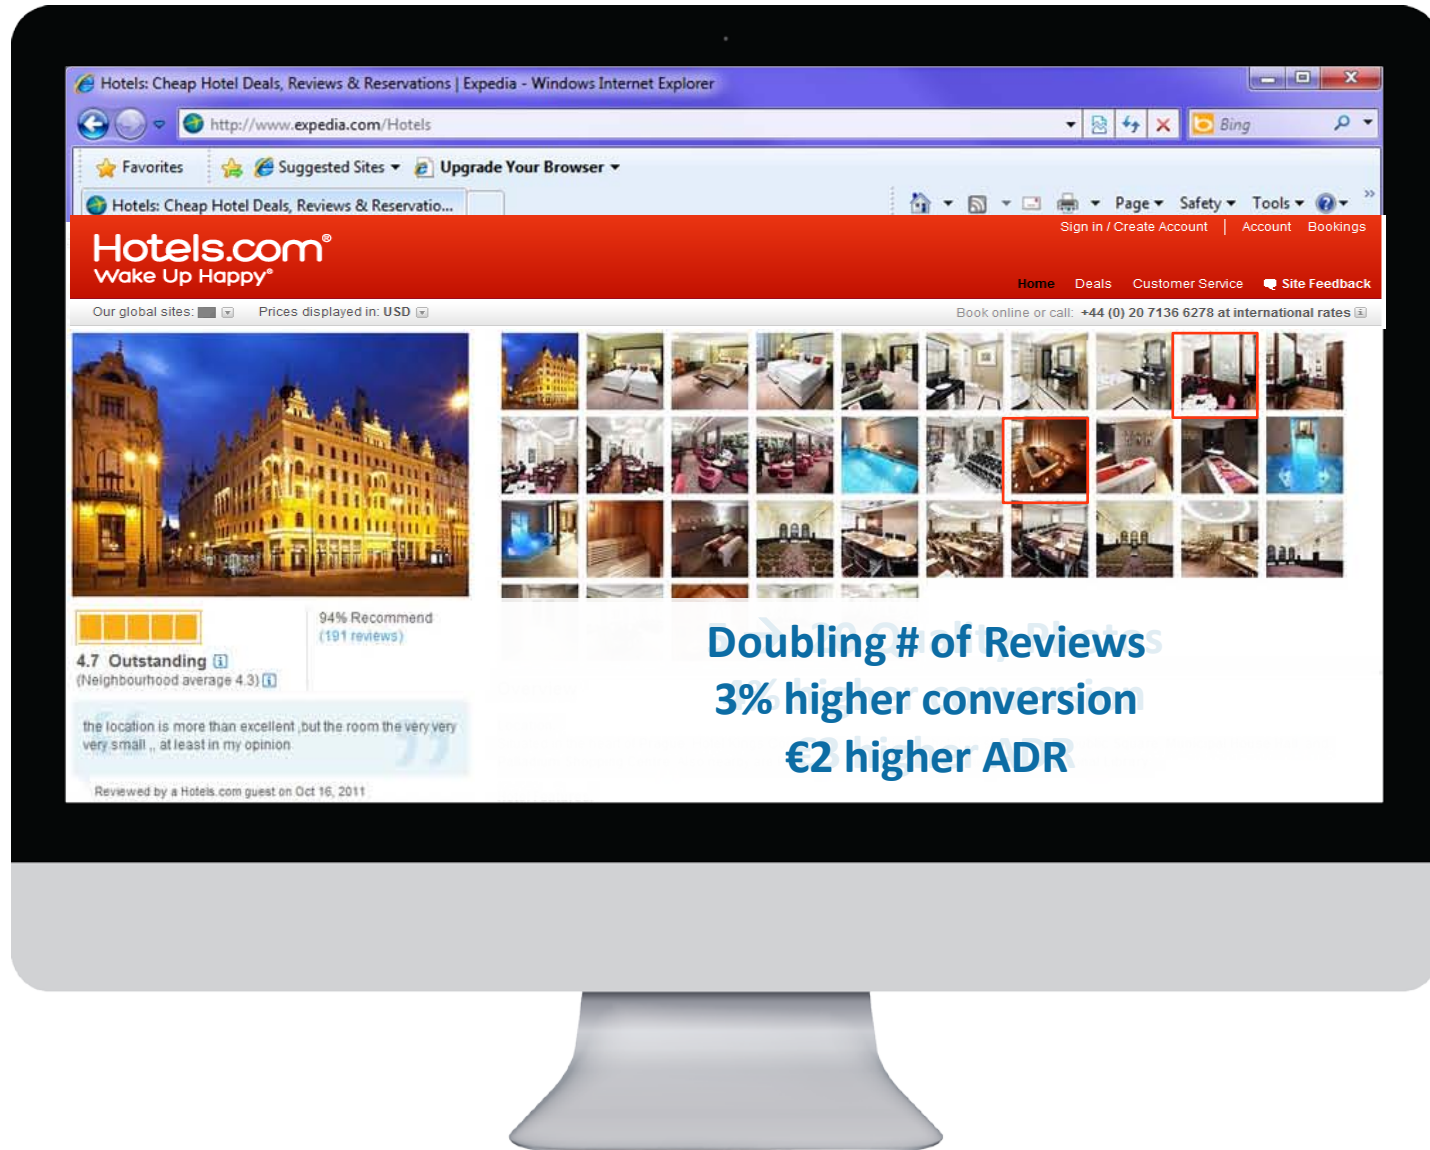 Hotels: Cheap Hotel Deals, Reviews & Reservations | Expedia - Windows Internet Explorer
http://www.expedia.com/Hotels
Bing
Favorites Suggested Sites Upgrade Your Browser
Hotels: Cheap Hotel Deals, Reviews & Reservatio...
Page Safety Tools »
Hotels.com®
Wake Up Happy®
Sign in / Create Account | Account Bookings
Home Deals Customer Service Site Feedback
Our global sites: Prices displayed in: USD
Book online or call: +44 (0) 20 7136 6278 at international rates
94% Recommend
(191 reviews)
4.7 Outstanding
(Neighbourhood average 4.3)
the location is more than excellent ,but the room the very very
very small ,, at least in my opinion
Reviewed by a Hotels.com guest on Oct 16, 2011
Doubling # of Reviews
3% higher conversion
€2 higher ADR